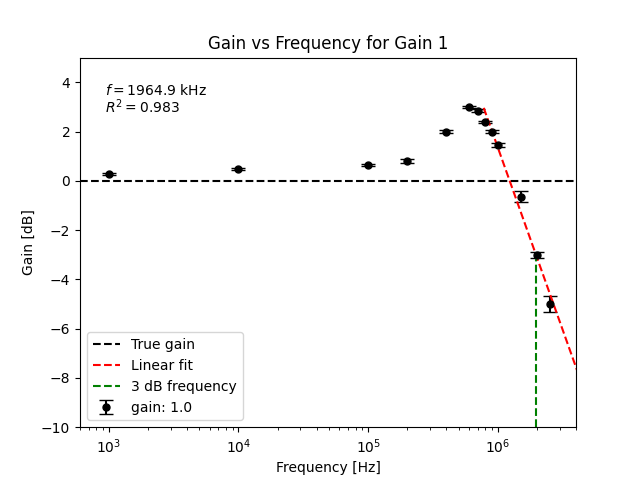 Gain vs Frequency for Gain 1
f = 1964.9 kHz
R² = 0.983
4
2
0
−2
−4
−6
−8
−10
Gain [dB]
True gain
Linear fit
3 dB frequency
gain: 1.0
10³
10⁴
10⁵
10⁶
Frequency [Hz]